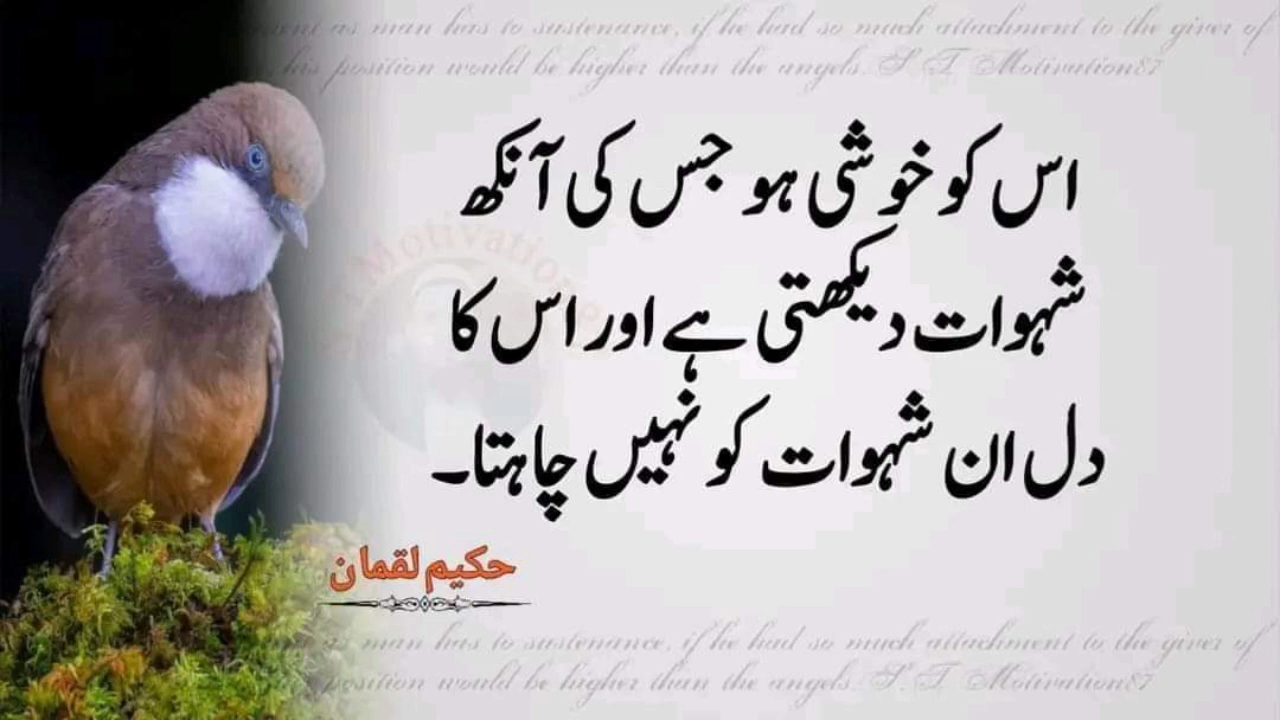 as man has to sustenance, if he had so much attachment to the giver of
his position would be higher than the angels. S.T. Motivation87
اس کو خوشی ہو جس کی آنکھ
شہوات دیکھتی ہے اور اس کا
دل ان شہوات کو نہیں چاہتا۔
حکیم لقمان
as man has to sustenance, if he had so much attachment to the giver of
position would be higher than the angels. S.T. Motivation87